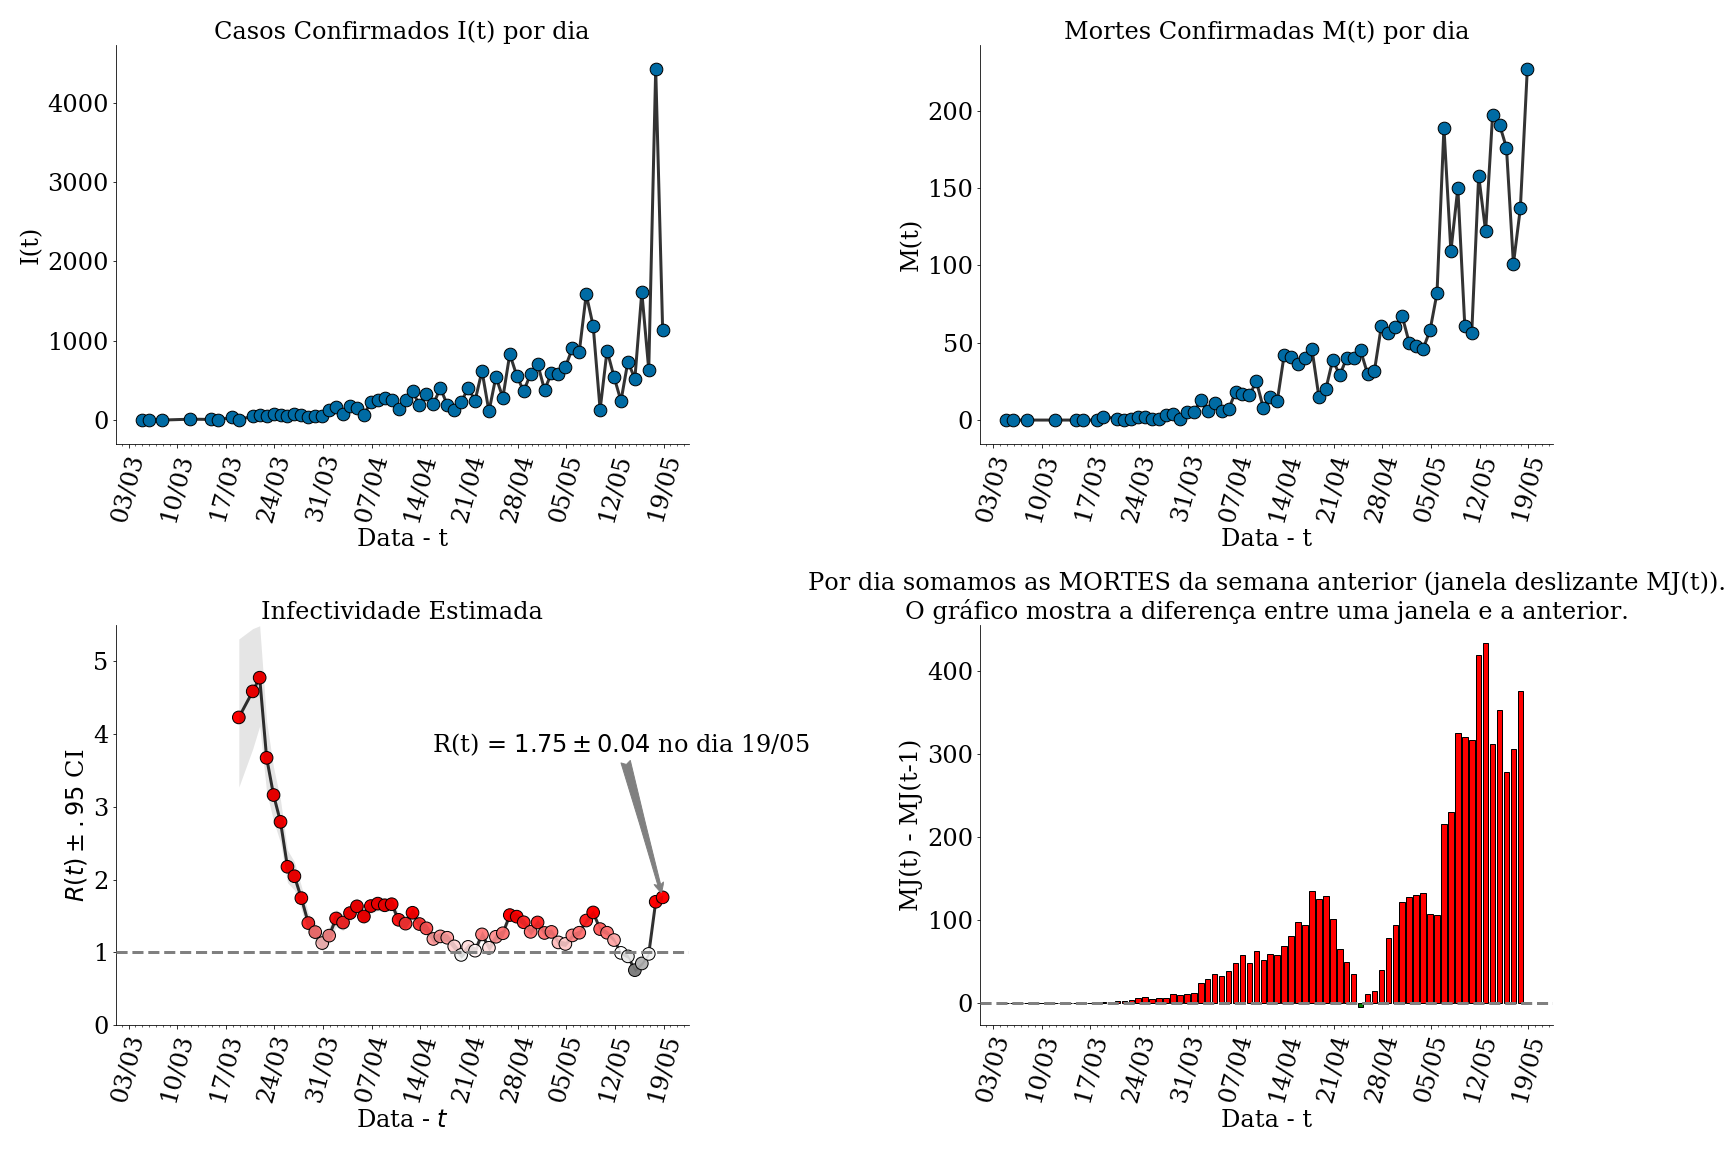 Casos Confirmados I(t) por dia
I(t)
4000
3000
2000
1000
0
03/03 10/03 17/03 24/03 31/03 07/04 14/04 21/04 28/04 05/05 12/05 19/05
Data - t
Mortes Confirmadas M(t) por dia
M(t)
200
150
100
50
0
03/03 10/03 17/03 24/03 31/03 07/04 14/04 21/04 28/04 05/05 12/05 19/05
Data - t
Infectividade Estimada
R(t) ± .95 CI
5
4
3
2
1
0
R(t) = 1.75 ± 0.04 no dia 19/05
03/03 10/03 17/03 24/03 31/03 07/04 14/04 21/04 28/04 05/05 12/05 19/05
Data - t
Por dia somamos as MORTES da semana anterior (janela deslizante MJ(t)).
O gráfico mostra a diferença entre uma janela e a anterior.
MJ(t) - MJ(t-1)
400
300
200
100
0
03/03 10/03 17/03 24/03 31/03 07/04 14/04 21/04 28/04 05/05 12/05 19/05
Data - t